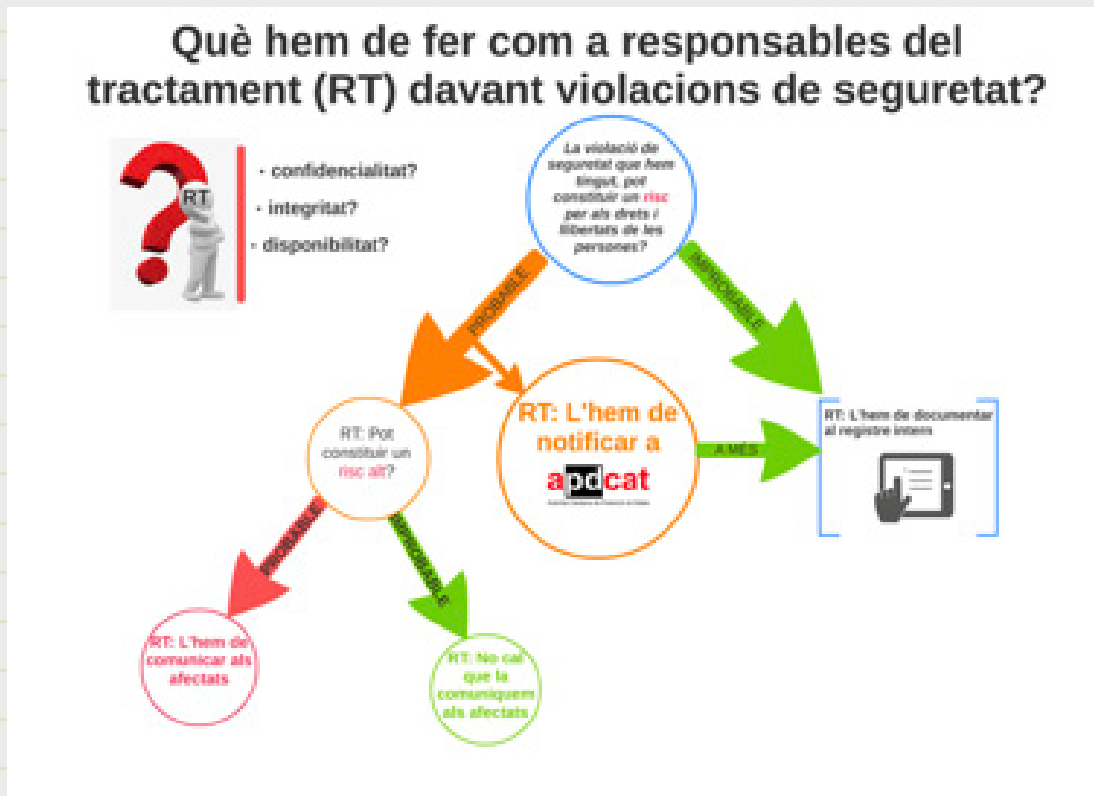 Què hem de fer com a responsables del
tractament (RT) davant violacions de seguretat?
RT
- confidencialitat?
- integritat?
- disponibilitat?
La violació de
seguretat que hem
tingut, pot
constituir un risc
per als drets i
llibertats de les
persones?
PROBABLE
IMPROBABLE
RT: Pot
constituir un
risc alt?
RT: L'hem de
notificar a
apdcat
A MÉS
RT: L'hem de documentar
al registre intern
PROBABLE
IMPROBABLE
RT: L'hem de
comunicar als
afectats
RT: No cal
que la
comuniquem
als afectats